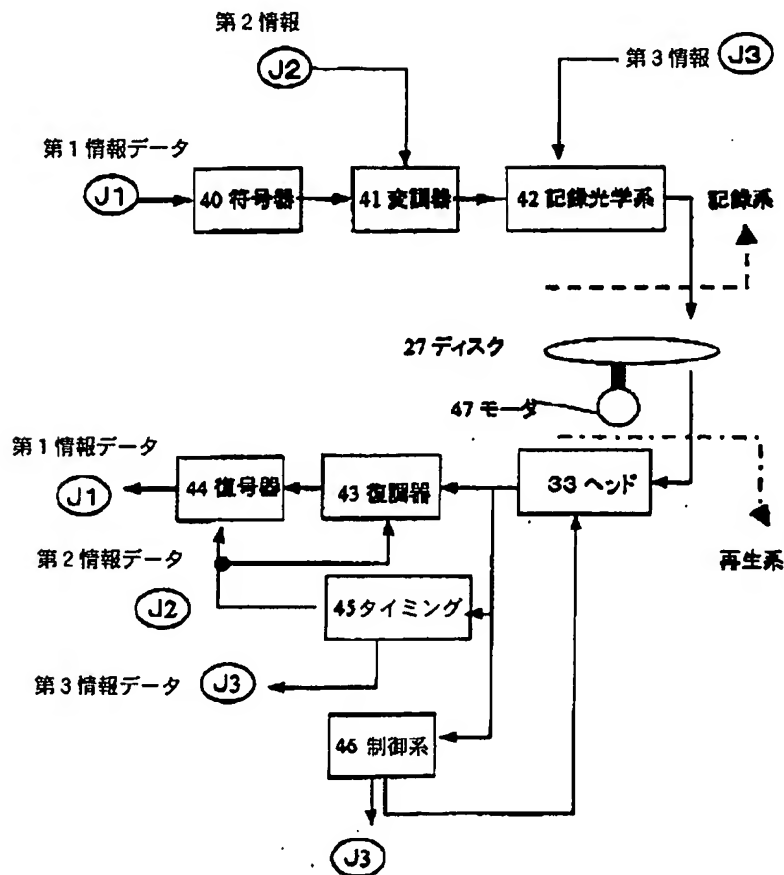 第2情報
J2
第3情報 J3
第1情報データ
J1
40 符号器
41 変調器
42 記録光学系
記録系
27 ディスク
47 モータ
第1情報データ
J1
44 復号器
43 復調器
33 ヘッド
再生系
第2情報データ
J2
45タイミング
第3情報データ J3
46 制御系
J3